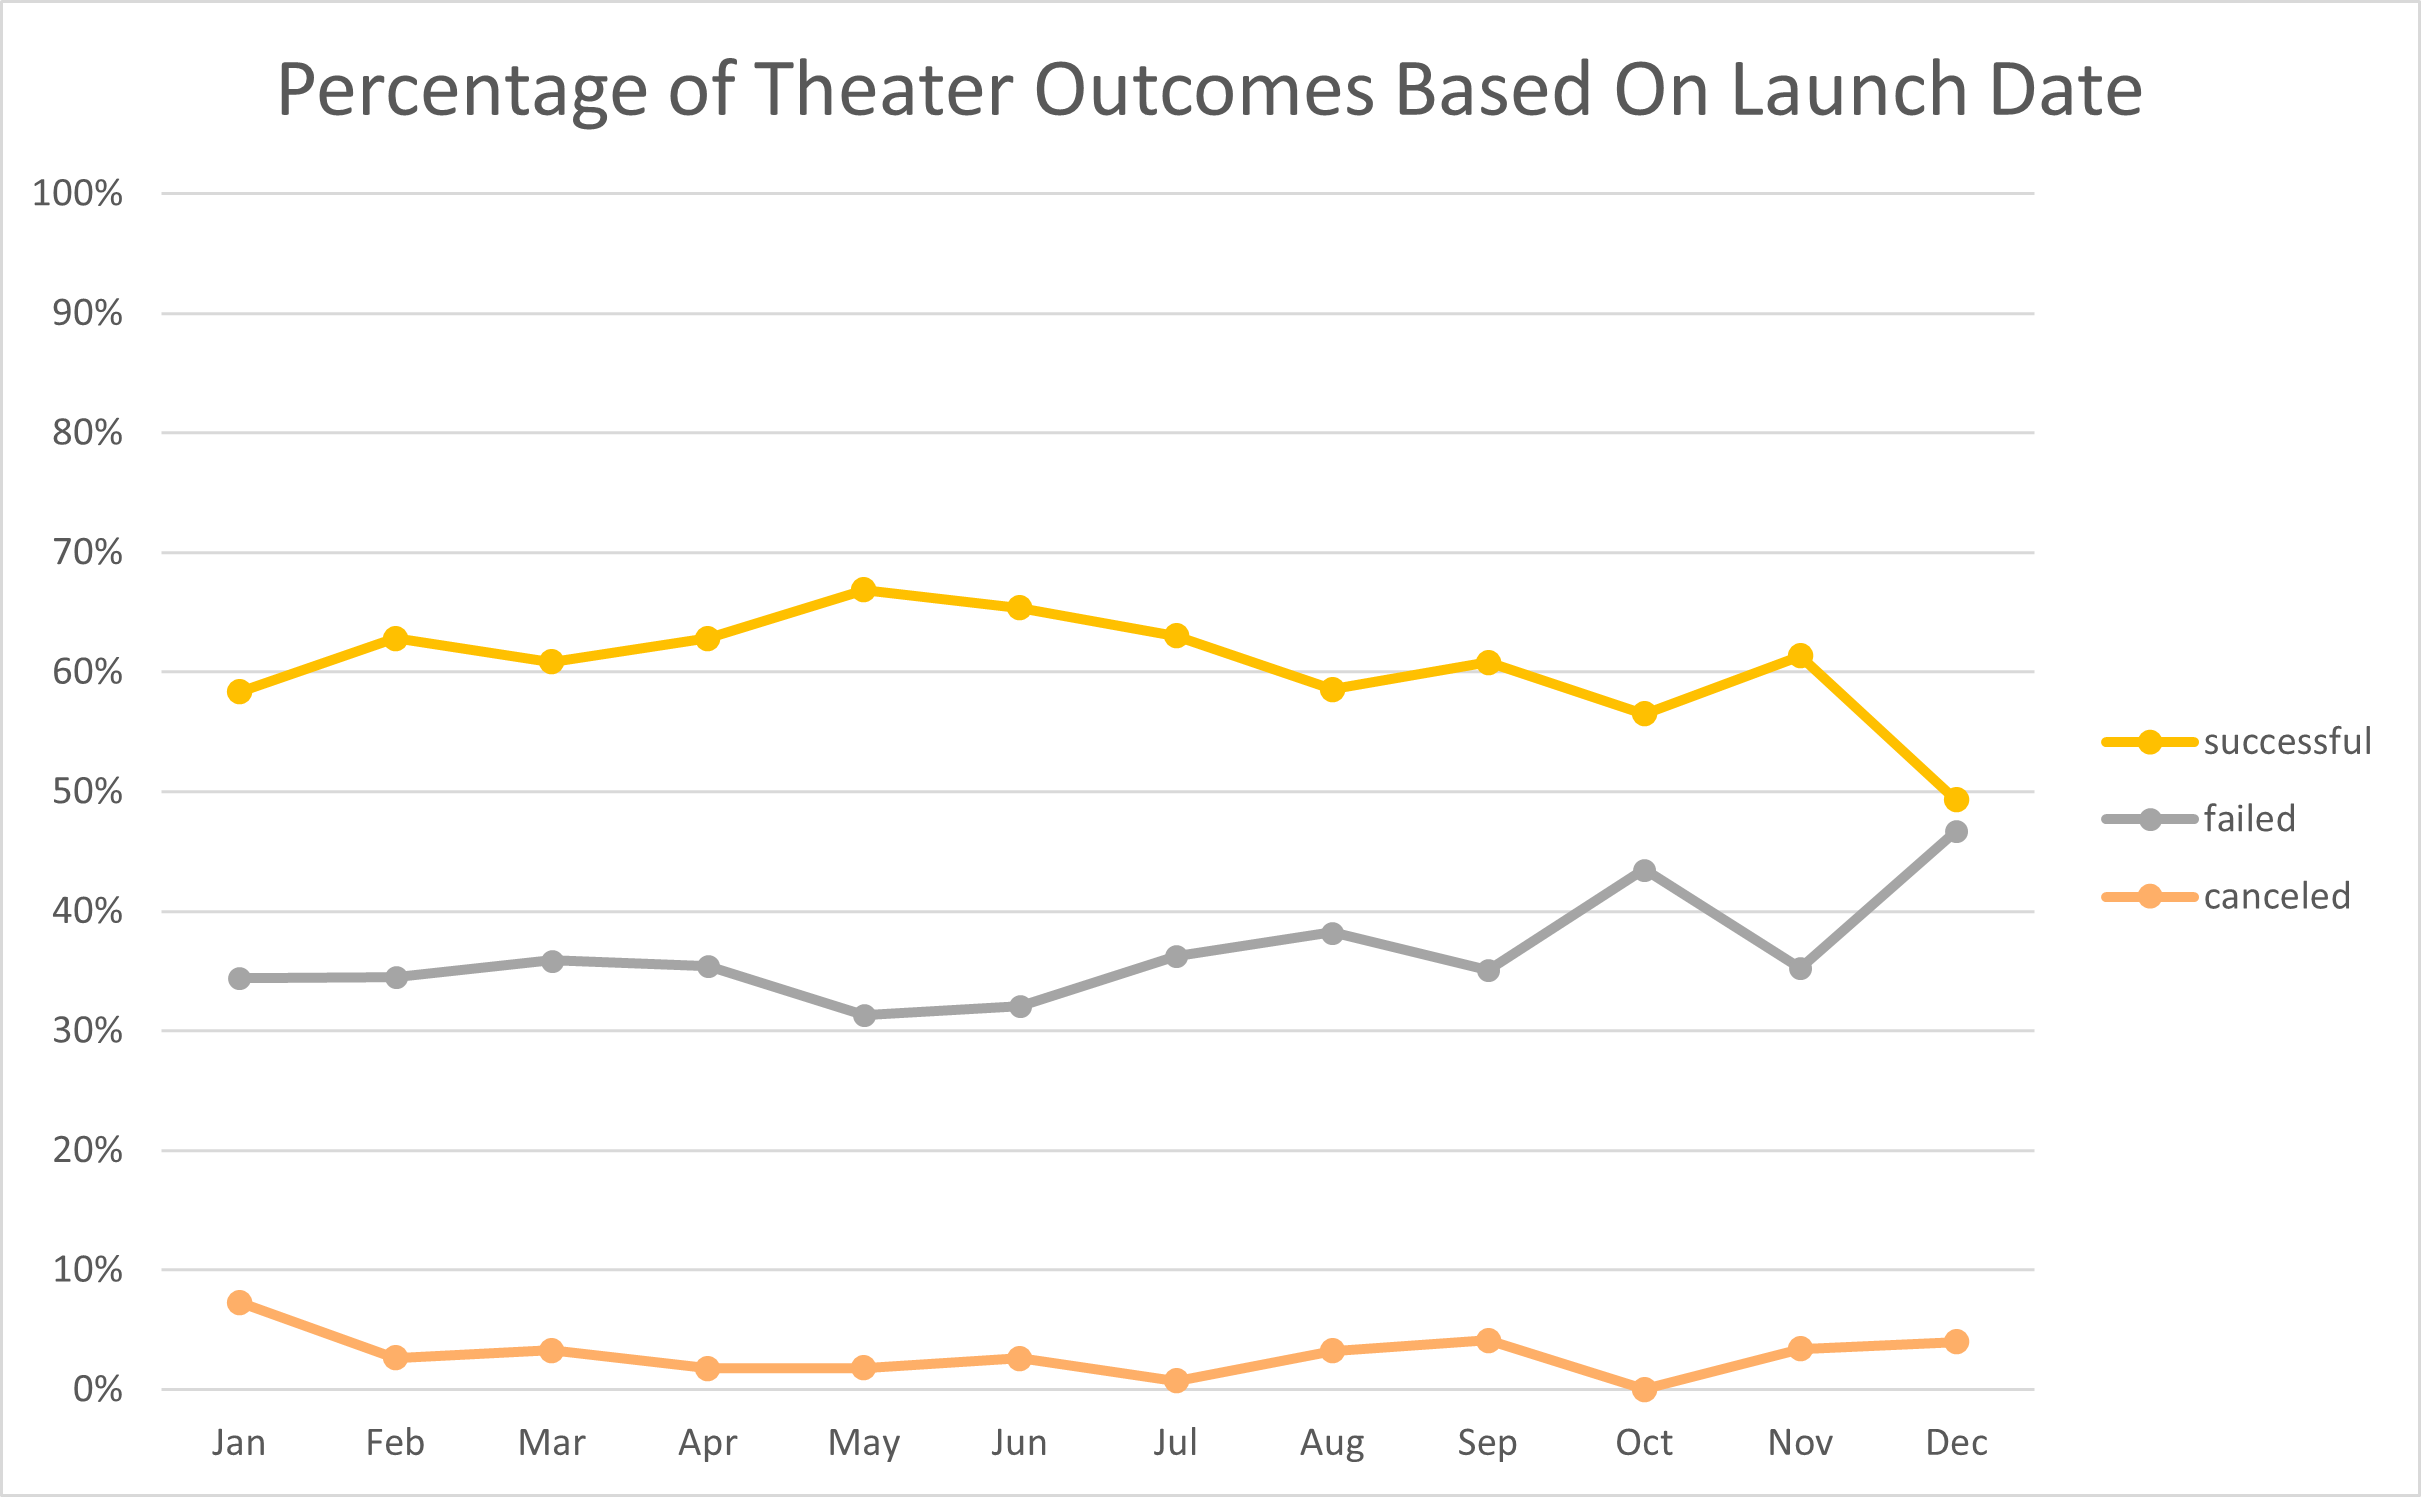 Percentage of Theater Outcomes Based On Launch Date
100%
90%
80%
70%
60%
50%
40%
30%
20%
10%
0%
Jan Feb Mar Apr May Jun Jul Aug Sep Oct Nov Dec
successful
failed
canceled